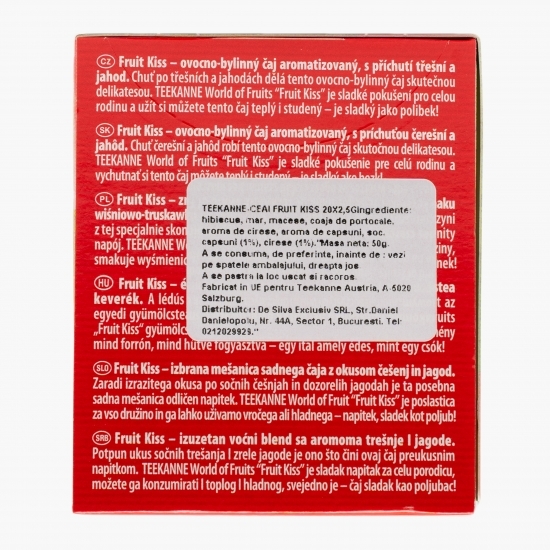 CZ Fruit Kiss – ovocno-bylinný čaj aromatizovaný, s příchutí třešní a
jahod. Chuť po třešních a jahodách dělá tento ovocno-bylinný čaj skutečnou
delikatesou. TEEKANNE World of Fruits "Fruit Kiss" je sladké pokušení pro celou
rodinu a užít si můžete tento čaj teplý i studený – je sladký jako polibek!
SK Fruit Kiss – ovocno-bylinný čaj aromatizovaný, s príchuťou čerešní a
jahôd. Chuť čerešní a jahôd robí tento ovocno-bylinný čaj skutočnou delikatesou.
TEEKANNE World of Fruits "Fruit Kiss" je sladké pokušenie pre celú rodinu a
vychutnať si tento čaj môžete teplý i studený – je sladký ako bozk!
PL
wiśniowo-truskawk
z tej specjalnie skom
napój. TEEKANNE W
smakuje wyśmienic
TEEKANNE-CEAI FRUIT KISS 20X2,5Gingrediente:
hibiscus, mar, macese, coaja de portocale,
aroma de cirese, aroma de capsuni, soc,
capsuni (1%), cirese (1%)."Masa neta: 50g.
A se consuma, de preferinta, inainte de : vezi
pe spatele ambalajului, dreapta jos
A se pastra la loc uscat si racoros.
Fabricat in UE pentru Teekanne Austria, A-5020
Salzburg.
Distribuitor: De Silva Exclusiv SRL, Str.Daniel
Danielopolu, Nr. 44A, Sector 1, Bucuresti. Tel:
0212029929."
HU Fruit Kiss – é
keverék. A lédús
egyedi gyümölcste
"Fruit Kiss" gyümölc
mind forrón, mind hűtve fogyasztva – egy ital amely édes, mint egy csók!
SLO Fruit Kiss – izbrana mešanica sadnega čaja z okusom češenj in jagod.
Zaradi izrazitega okusa po sočnih češnjah in dozorelih jagodah je ta posebna
sadna mešanica odličen napitek. TEEKANNE World of Fruits "Fruit Kiss" je poslastica
za vso družino in ga lahko uživamo vročega ali hladnega – napitek, sladek kot poljub!
SRB Fruit Kiss – izuzetan voćni blend sa aromoma trešnje I jagode.
Potpun ukus sočnih trešanja I zrele jagode je ono što čini ovaj čaj preukusnim
napitkom. TEEKANNE World of Fruits "Fruit Kiss" je sladak napitak za celu porodicu,
možete ga konzumirati I toplog I hladnog, svejedno je – čaj sladak kao poljubac!